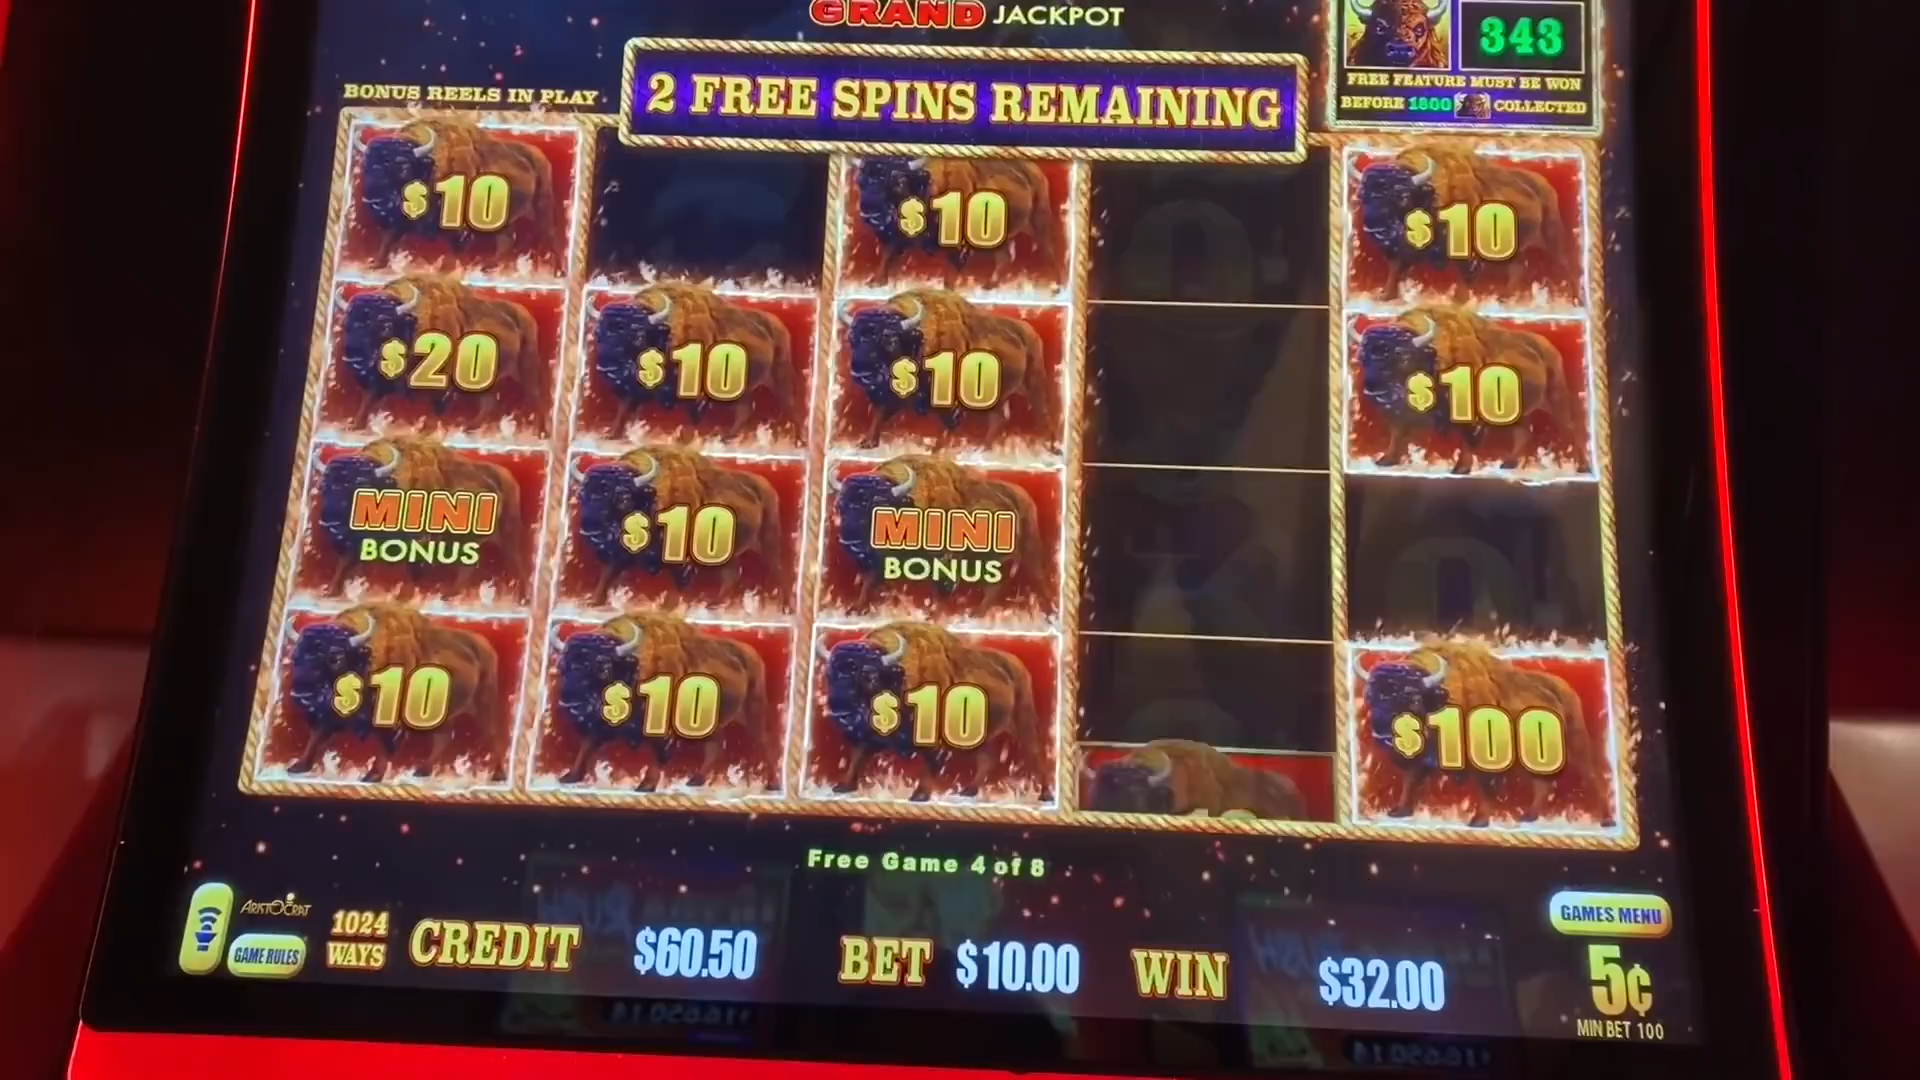 GRAND JACKPOT
343
FREE FEATURE MUST BE WON
BEFORE 1800 COLLECTED
BONUS REELS IN PLAY
2 FREE SPINS REMAINING
$10
$10
$10
$20
$10
$10
$10
MINI
BONUS
$10
MINI
BONUS
$10
$10
$10
$100
Free Game 4 of 8
ARISTOCRAT
GAME RULES
1024
WAYS
CREDIT $60.50
BET $10.00
WIN $32.00
GAMES MENU
5¢
MIN BET 100